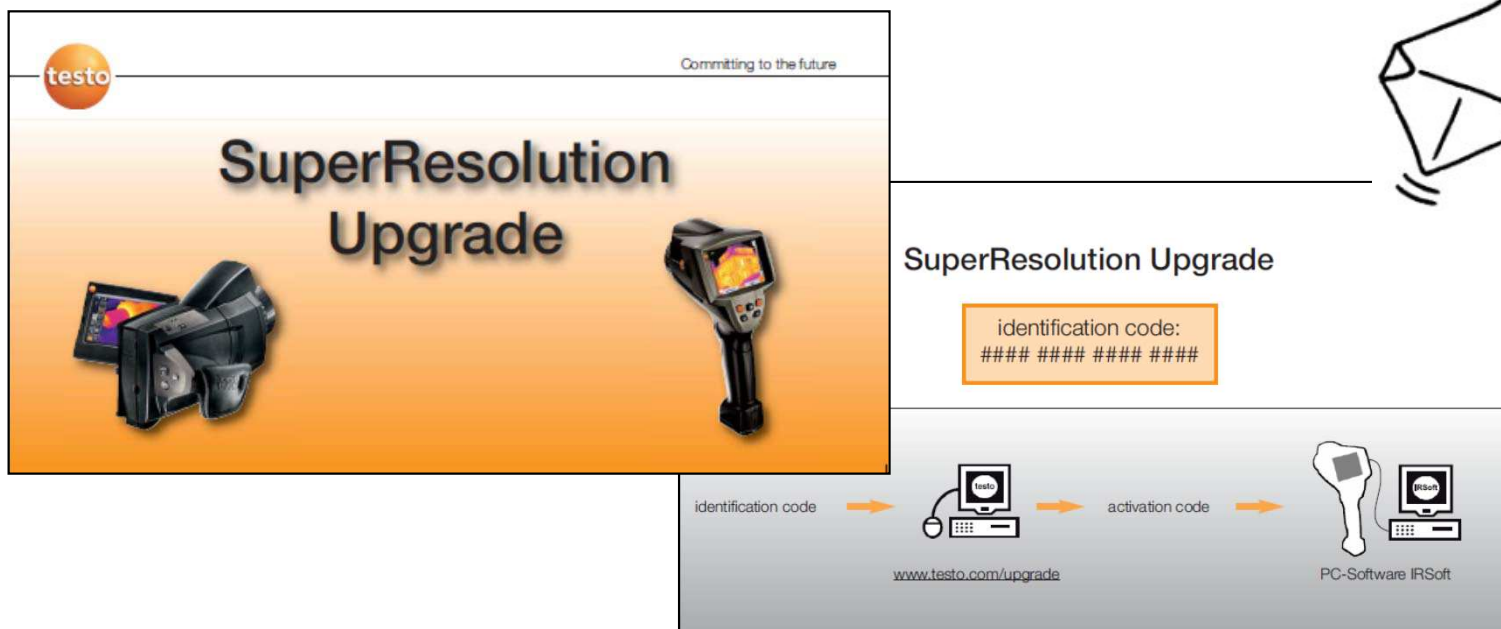 testo
Committing to the future
SuperResolution
Upgrade
SuperResolution Upgrade
identification code:
#### #### #### ####
identification code
testo
www.testo.com/upgrade
activation code
IRSoft
PC-Software IRSoft